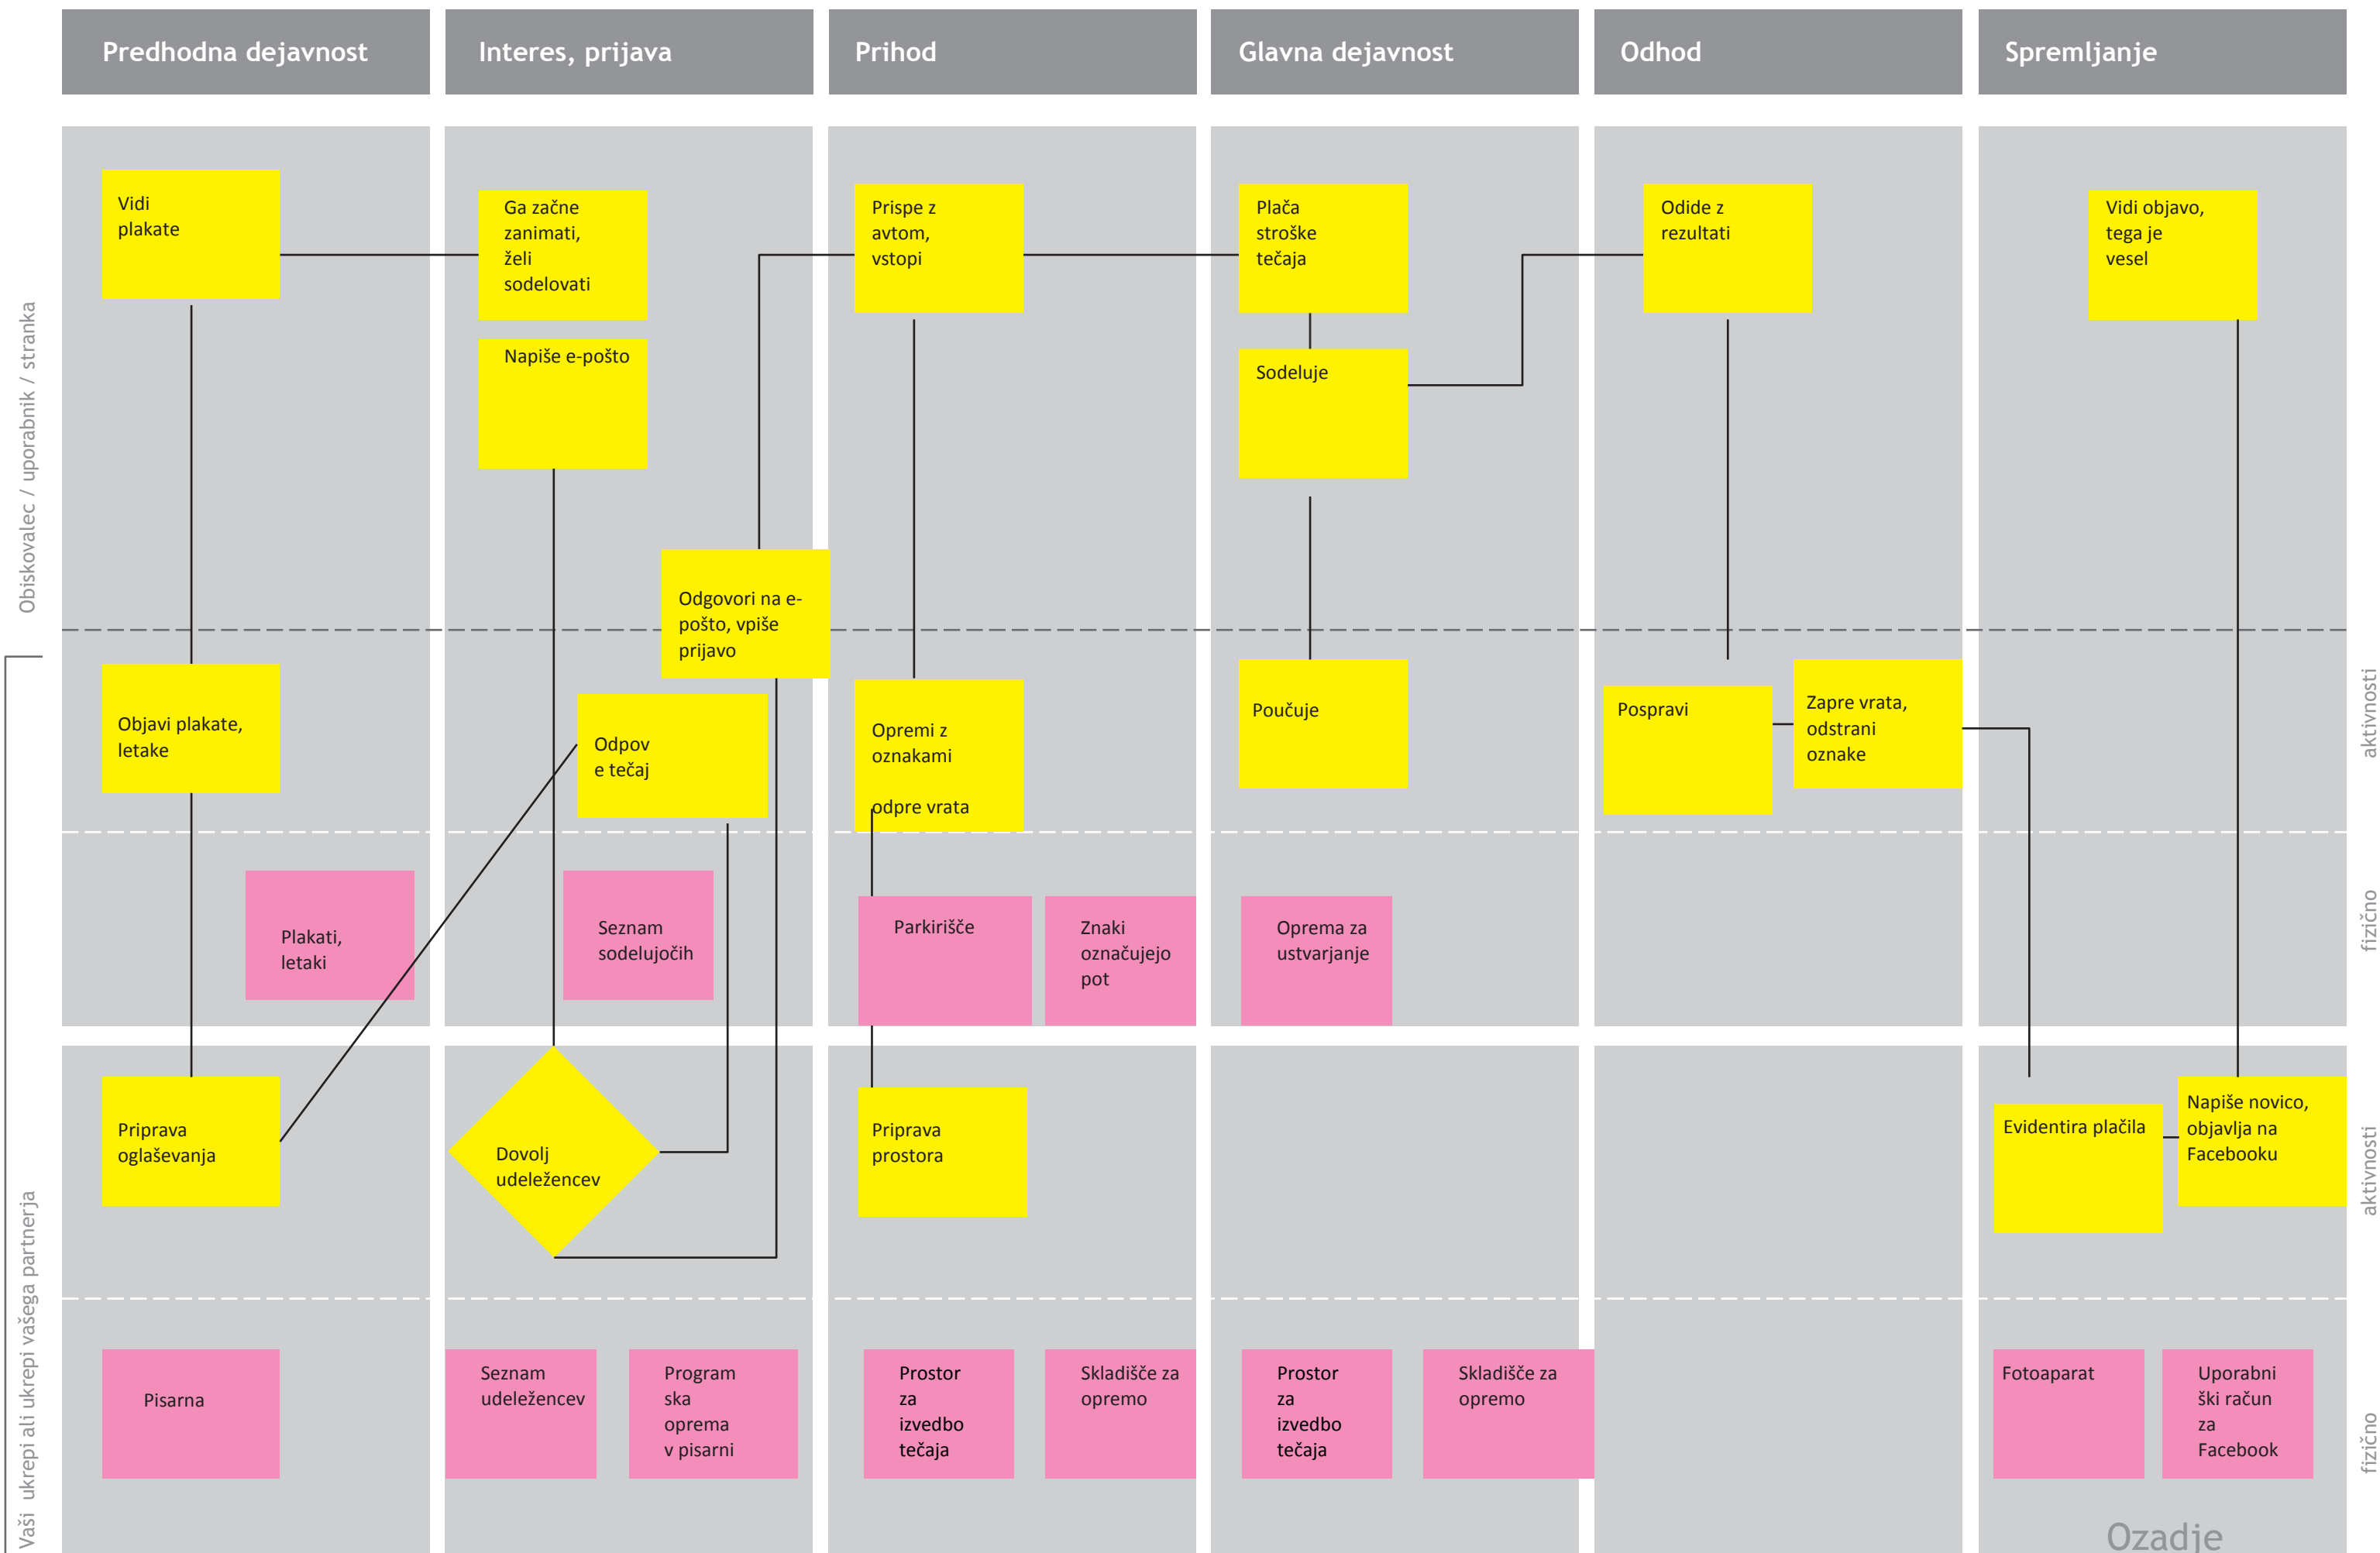 Predhodna dejavnost
Interes, prijava
Prihod
Glavna dejavnost
Odhod
Spremljanje
Obiskovalec / uporabnik / stranka
Vidi
plakate
Ga začne
zanimati,
želi
sodelovati
Napiše e-pošto
Prispe z
avtom,
vstopi
Plača
stroške
tečaja
Sodeluje
Odide z
rezultati
Vidi objavo,
tega je
vesel
Odgovori na e-
pošto, vpiše
prijavo
Vaši ukrepi ali ukrepi vašega partnerja
aktivnosti
Objavi plakate,
letake
Odpov
e tečaj
Opremi z
oznakami
odpre vrata
Poučuje
Pospravi
Zapre vrata,
odstrani
oznake
fizično
Plakati,
letaki
Seznam
sodelujočih
Parkirišče
Znaki
označujejo
pot
Oprema za
ustvarjanje
aktivnosti
Priprava
oglaševanja
Dovolj
udeležencev
Priprava
prostora
Evidentira plačila
Napiše novico,
objavlja na
Facebooku
fizično
Pisarna
Seznam
udeležencev
Program
ska
oprema
v pisarni
Prostor
za
izvedbo
tečaja
Skladišče za
opremo
Prostor
za
izvedbo
tečaja
Skladišče za
opremo
Fotoaparat
Uporabni
ški račun
za
Facebook
Ozadje